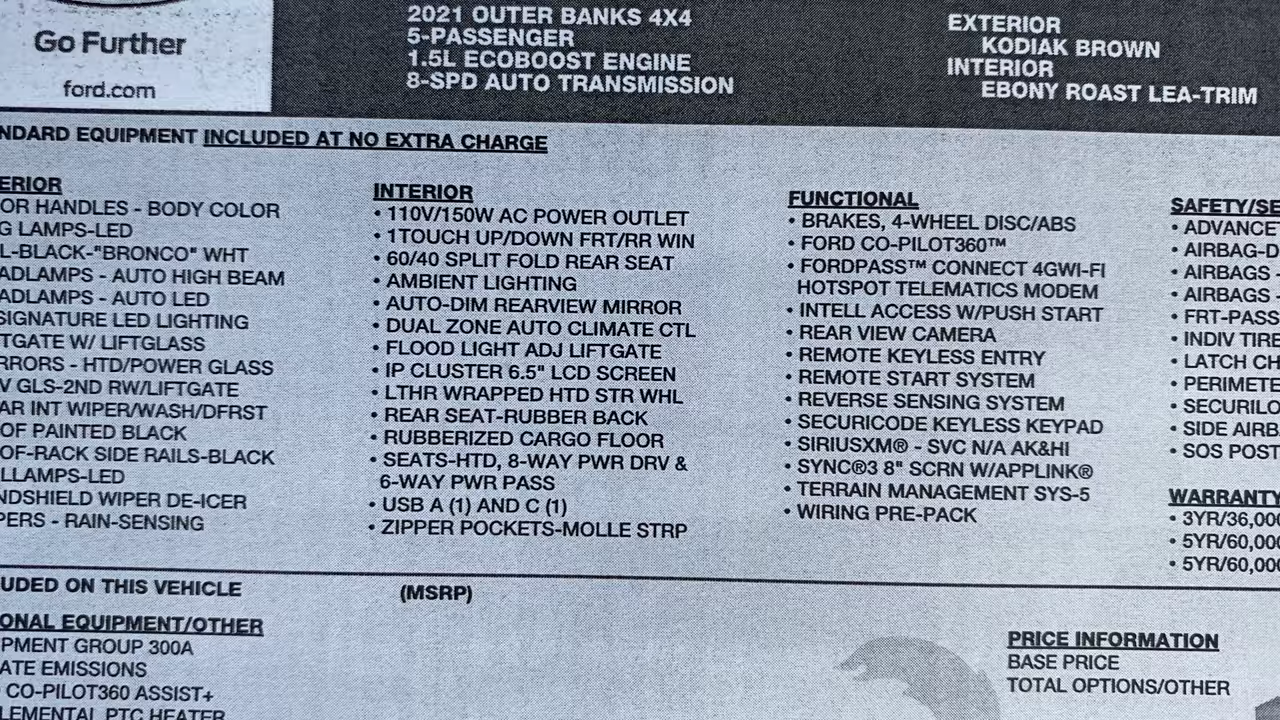 Go Further
ford.com
2021 OUTER BANKS 4X4
5-PASSENGER
1.5L ECOBOOST ENGINE
8-SPD AUTO TRANSMISSION
EXTERIOR
KODIAK BROWN
INTERIOR
EBONY ROAST LEA-TRIM
NDARD EQUIPMENT INCLUDED AT NO EXTRA CHARGE
ERIOR
OR HANDLES - BODY COLOR
G LAMPS-LED
L-BLACK-"BRONCO" WHT
ADLAMPS - AUTO HIGH BEAM
ADLAMPS - AUTO LED
SIGNATURE LED LIGHTING
TGATE W/ LIFTGLASS
RRORS - HTD/POWER GLASS
V GLS-2ND RW/LIFTGATE
AR INT WIPER/WASH/DFRST
OF PAINTED BLACK
OF-RACK SIDE RAILS-BLACK
LLAMPS-LED
NDSHIELD WIPER DE-ICER
PERS - RAIN-SENSING
INTERIOR
• 110V/150W AC POWER OUTLET
• 1TOUCH UP/DOWN FRT/RR WIN
• 60/40 SPLIT FOLD REAR SEAT
• AMBIENT LIGHTING
• AUTO-DIM REARVIEW MIRROR
• DUAL ZONE AUTO CLIMATE CTL
• FLOOD LIGHT ADJ LIFTGATE
• IP CLUSTER 6.5" LCD SCREEN
• LTHR WRAPPED HTD STR WHL
• REAR SEAT-RUBBER BACK
• RUBBERIZED CARGO FLOOR
• SEATS-HTD, 8-WAY PWR DRV &
6-WAY PWR PASS
• USB A (1) AND C (1)
• ZIPPER POCKETS-MOLLE STRP
FUNCTIONAL
• BRAKES, 4-WHEEL DISC/ABS
• FORD CO-PILOT360™
• FORDPASS™ CONNECT 4GWI-FI
HOTSPOT TELEMATICS MODEM
• INTELL ACCESS W/PUSH START
• REAR VIEW CAMERA
• REMOTE KEYLESS ENTRY
• REMOTE START SYSTEM
• REVERSE SENSING SYSTEM
• SECURICODE KEYLESS KEYPAD
• SIRIUSXM® - SVC N/A AK&HI
• SYNC®3 8" SCRN W/APPLINK®
• TERRAIN MANAGEMENT SYS-5
• WIRING PRE-PACK
SAFETY/SE
• ADVANCE
• AIRBAG-D
• AIRBAGS -
• AIRBAGS -
• FRT-PASS
• INDIV TIRE
• LATCH CH
• PERIMETE
• SECURILO
• SIDE AIRB
• SOS POST
WARRANTY
• 3YR/36,000
• 5YR/60,000
• 5YR/60,000
UDED ON THIS VEHICLE
(MSRP)
ONAL EQUIPMENT/OTHER
PMENT GROUP 300A
ATE EMISSIONS
CO-PILOT360 ASSIST+
LEMENTAL PTC HEATER
PRICE INFORMATION
BASE PRICE
TOTAL OPTIONS/OTHER